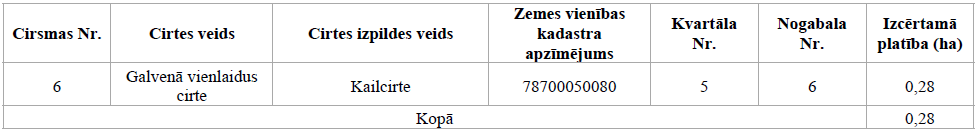 Cirsmas Nr. Cirtes veids Cirtes izpildes veids Zemes vienības kadastra apzīmējums Kvartāla Nr. Nogabala Nr. Izcērtamā platība (ha)
6 Galvenā vienlaidus cirte Kailcirte 78700050080 5 6 0,28
Kopā 0,28